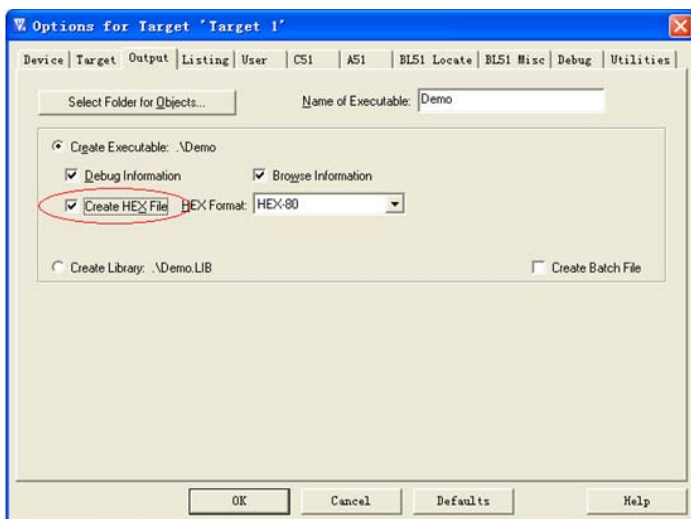 Options for Target 'Target 1'
Device Target Output Listing User C51 A51 BL51 Locate BL51 Misc Debug Utilities
Select Folder for Objects... Name of Executable: Demo
Create Executable: .\Demo
Debug Information Browse Information
Create HEX File HEX Format: HEX-80
Create Library: .\Demo.LIB Create Batch File
OK Cancel Defaults Help